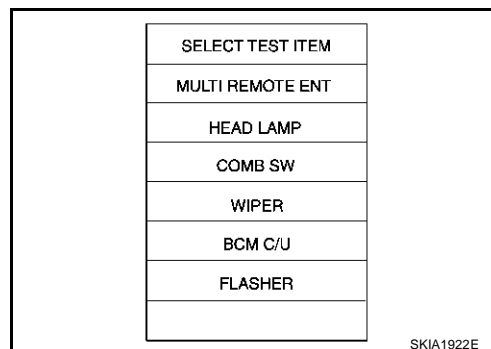 SELECT TEST ITEM
MULTI REMOTE ENT
HEAD LAMP
COMB SW
WIPER
BCM C/U
FLASHER
SKIA1922E